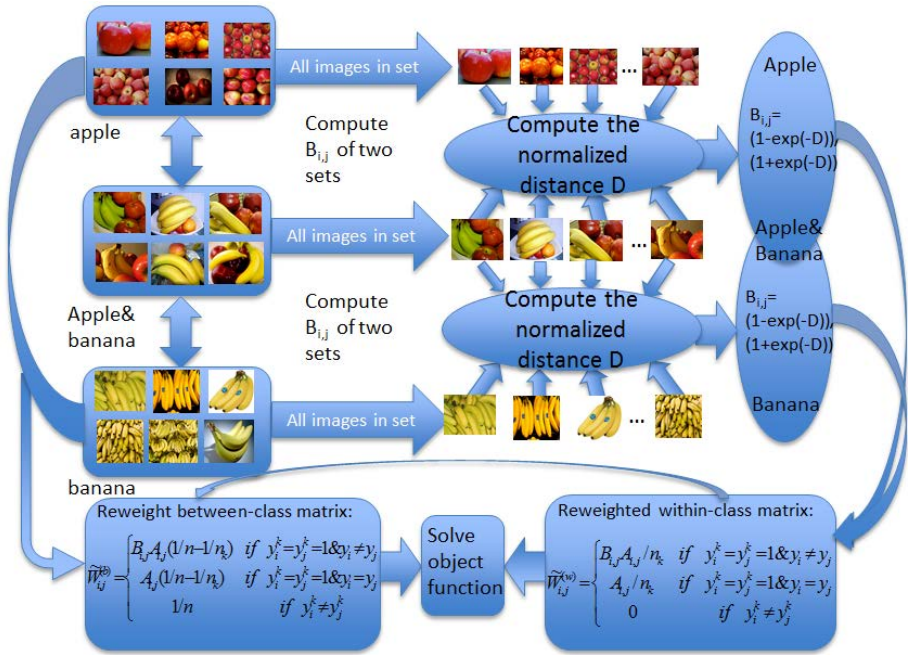 All images in set
apple
Compute
B_{i,j} of two
sets
Compute the
normalized
distance D
Apple
B_{i,j}=
(1-exp(-D)),
(1+exp(-D))
All images in set
Apple&
banana
Compute
B_{i,j} of two
sets
Compute the
normalized
distance D
Apple&
Banana
B_{i,j}=
(1-exp(-D)),
(1+exp(-D))
Banana
All images in set
...
...
...
banana
Reweight between-class matrix:
B_{i,j}A_{i,j}(1/n-1/n_k) if y_i^k=y_j^k=1&y_i≠y_j
W̃_{i,j}^{(b)}={ A_{i,j}(1/n-1/n_k) if y_i^k=y_j^k=1&y_i=y_j
1/n if y_i^k≠y_j^k
Solve
object
function
Reweighted within-class matrix:
B_{i,j}A_{i,j}/n_k if y_i^k=y_j^k=1&y_i≠y_j
W̃_{i,j}^{(w)}={ A_{i,j}/n_k if y_i^k=y_j^k=1&y_i=y_j
0 if y_i^k≠y_j^k